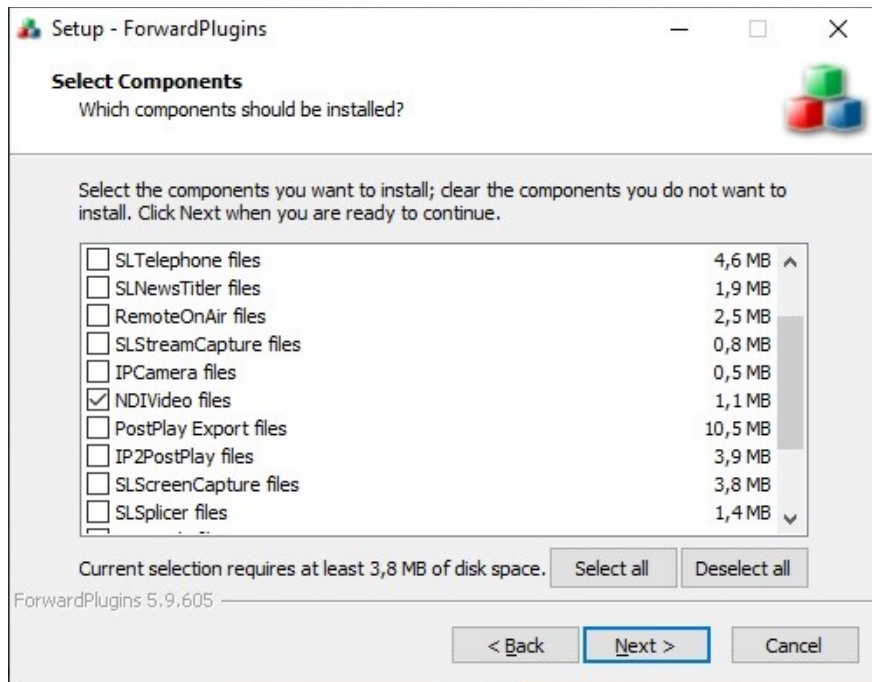 Setup - ForwardPlugins
Select Components
Which components should be installed?
Select the components you want to install; clear the components you do not want to
install. Click Next when you are ready to continue.
SLTelephone files 4,6 MB
SLNewsTitler files 1,9 MB
RemoteOnAir files 2,5 MB
SLStreamCapture files 0,8 MB
IPCamera files 0,5 MB
NDIVideo files 1,1 MB
PostPlay Export files 10,5 MB
IP2PostPlay files 3,9 MB
SLScreenCapture files 3,8 MB
SLSplicer files 1,4 MB
Current selection requires at least 3,8 MB of disk space. Select all Deselect all
ForwardPlugins 5.9.605
< Back Next > Cancel